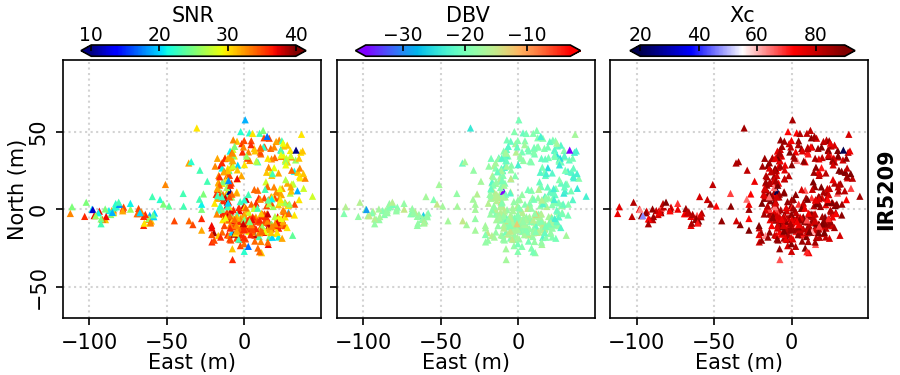 SNR DBV Xc
10 20 30 40 −30 −20 −10 20 40 60 80
North (m)
50
0
−50
−100 −50 0 −100 −50 0 −100 −50 0
East (m) East (m) East (m)
IR5209